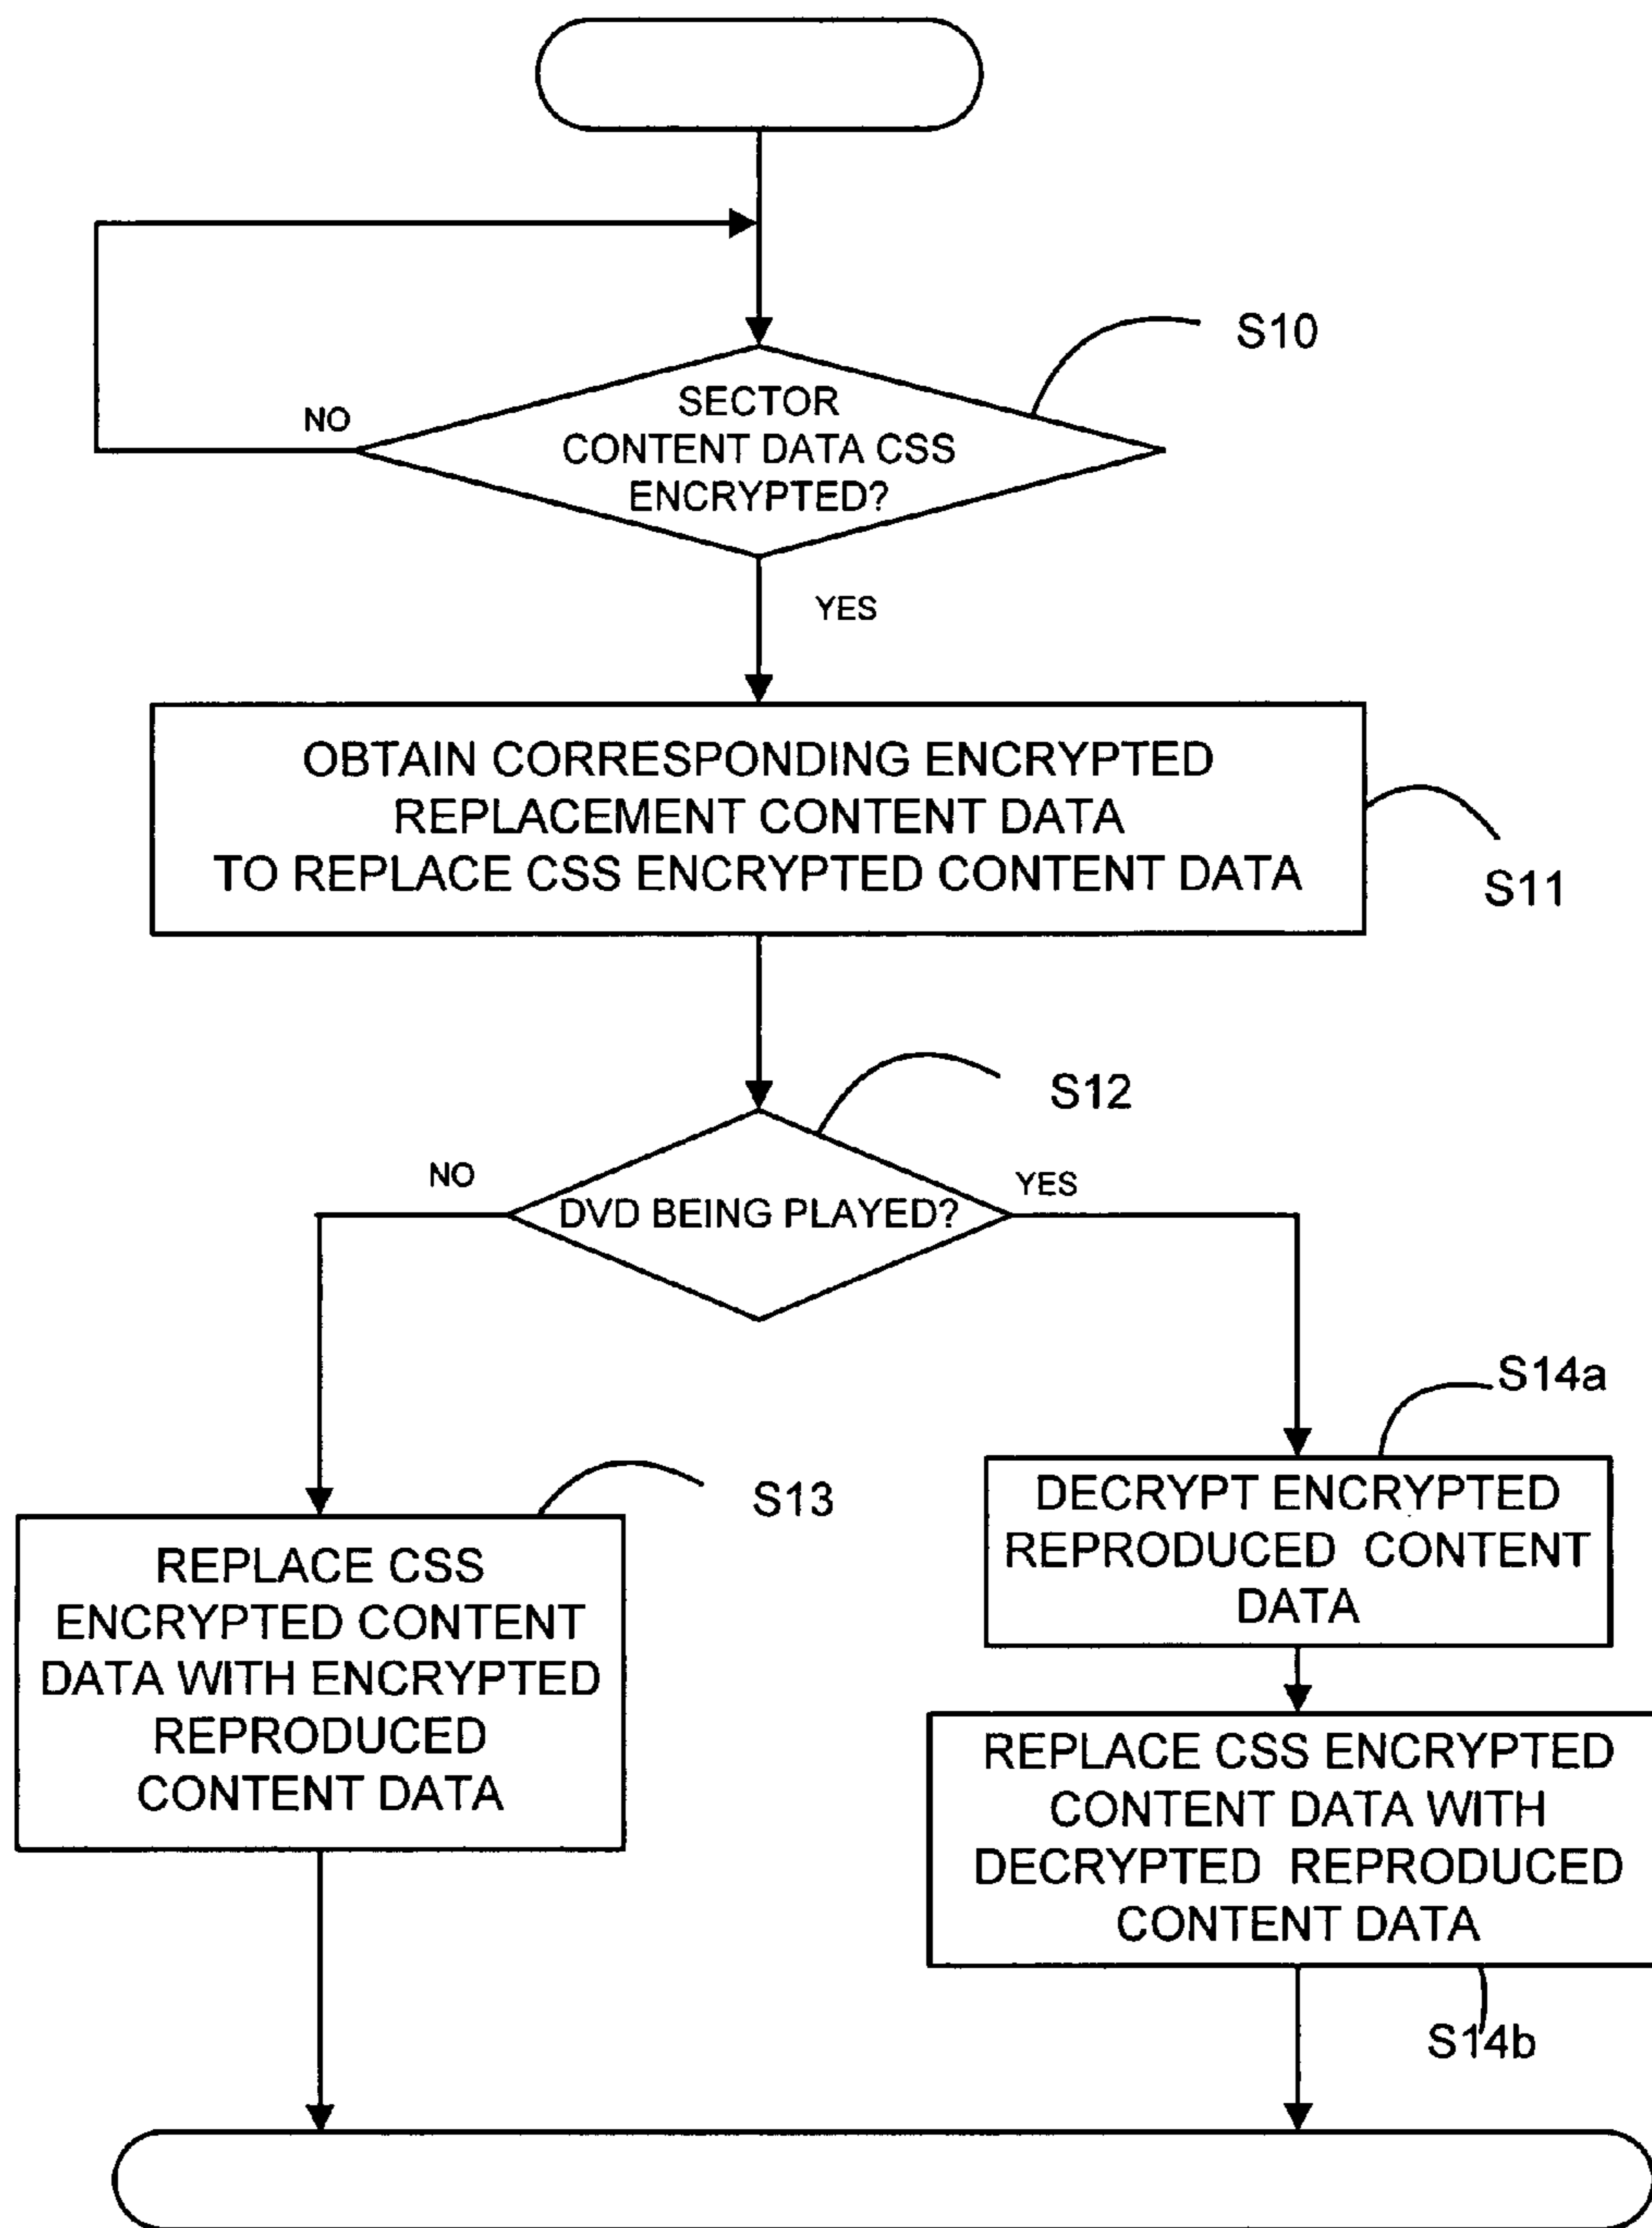 S10
SECTOR
CONTENT DATA CSS
ENCRYPTED?
NO
YES
OBTAIN CORRESPONDING ENCRYPTED
REPLACEMENT CONTENT DATA
TO REPLACE CSS ENCRYPTED CONTENT DATA
S11
S12
NO
DVD BEING PLAYED?
YES
S14a
S13
DECRYPT ENCRYPTED
REPRODUCED CONTENT
DATA
REPLACE CSS
ENCRYPTED CONTENT
DATA WITH ENCRYPTED
REPRODUCED
CONTENT DATA
REPLACE CSS ENCRYPTED
CONTENT DATA WITH
DECRYPTED REPRODUCED
CONTENT DATA
S14b